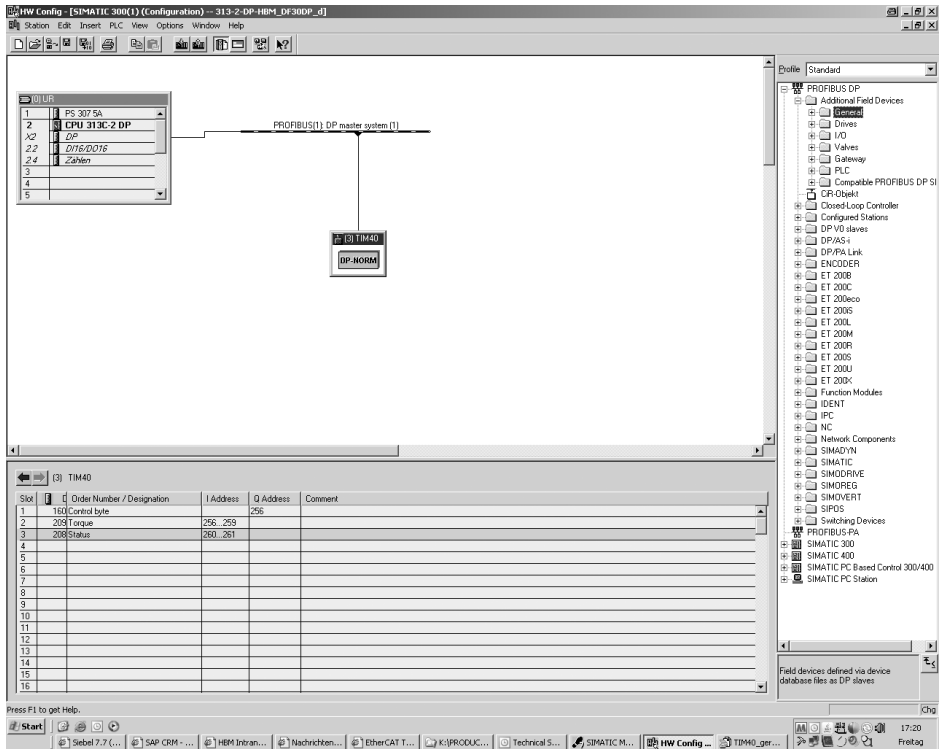 HW Config - [SIMATIC 300(1) (Configuration) -- 313-2-DP-HBM_DF30DP_d]
Station Edit Insert PLC View Options Window Help
(0) UR
1 PS 307 5A
2 CPU 313C-2 DP
X2 DP
2.2 DI16/DO16
2.4 Zählen
3
4
5
PROFIBUS(1): DP master system (1)
(3) TIM40
DP-NORM
Profile Standard
PROFIBUS DP
Additional Field Devices
General
Drives
I/O
Valves
Gateway
PLC
Compatible PROFIBUS DP Sl
CiR-Objekt
Closed-Loop Controller
Configured Stations
DP V0 slaves
DP/AS-i
DP/PA Link
ENCODER
ET 200B
ET 200C
ET 200eco
ET 200iS
ET 200L
ET 200M
ET 200R
ET 200S
ET 200U
ET 200X
Function Modules
IDENT
IPC
NC
Network Components
SIMADYN
SIMATIC
SIMODRIVE
SIMOREG
SIMOVERT
SIPOS
Switching Devices
PROFIBUS-PA
SIMATIC 300
SIMATIC 400
SIMATIC PC Based Control 300/400
SIMATIC PC Station
Field devices defined via device
database files as DP slaves
(3) TIM40
Slot D Order Number / Designation I Address Q Address Comment
1 160 Control byte 256
2 209 Torque 256...259
3 208 Status 260...261
4
5
6
7
8
9
10
11
12
13
14
15
16
Press F1 to get Help.
Chg
Start
17:20
Siebel 7.7 (... SAP CRM - ... HBM Intran... Nachrichten... EtherCAT T... K:\PRODUC... Technical S... SIMATIC M... HW Config ... TIM40_ger...
Freitag